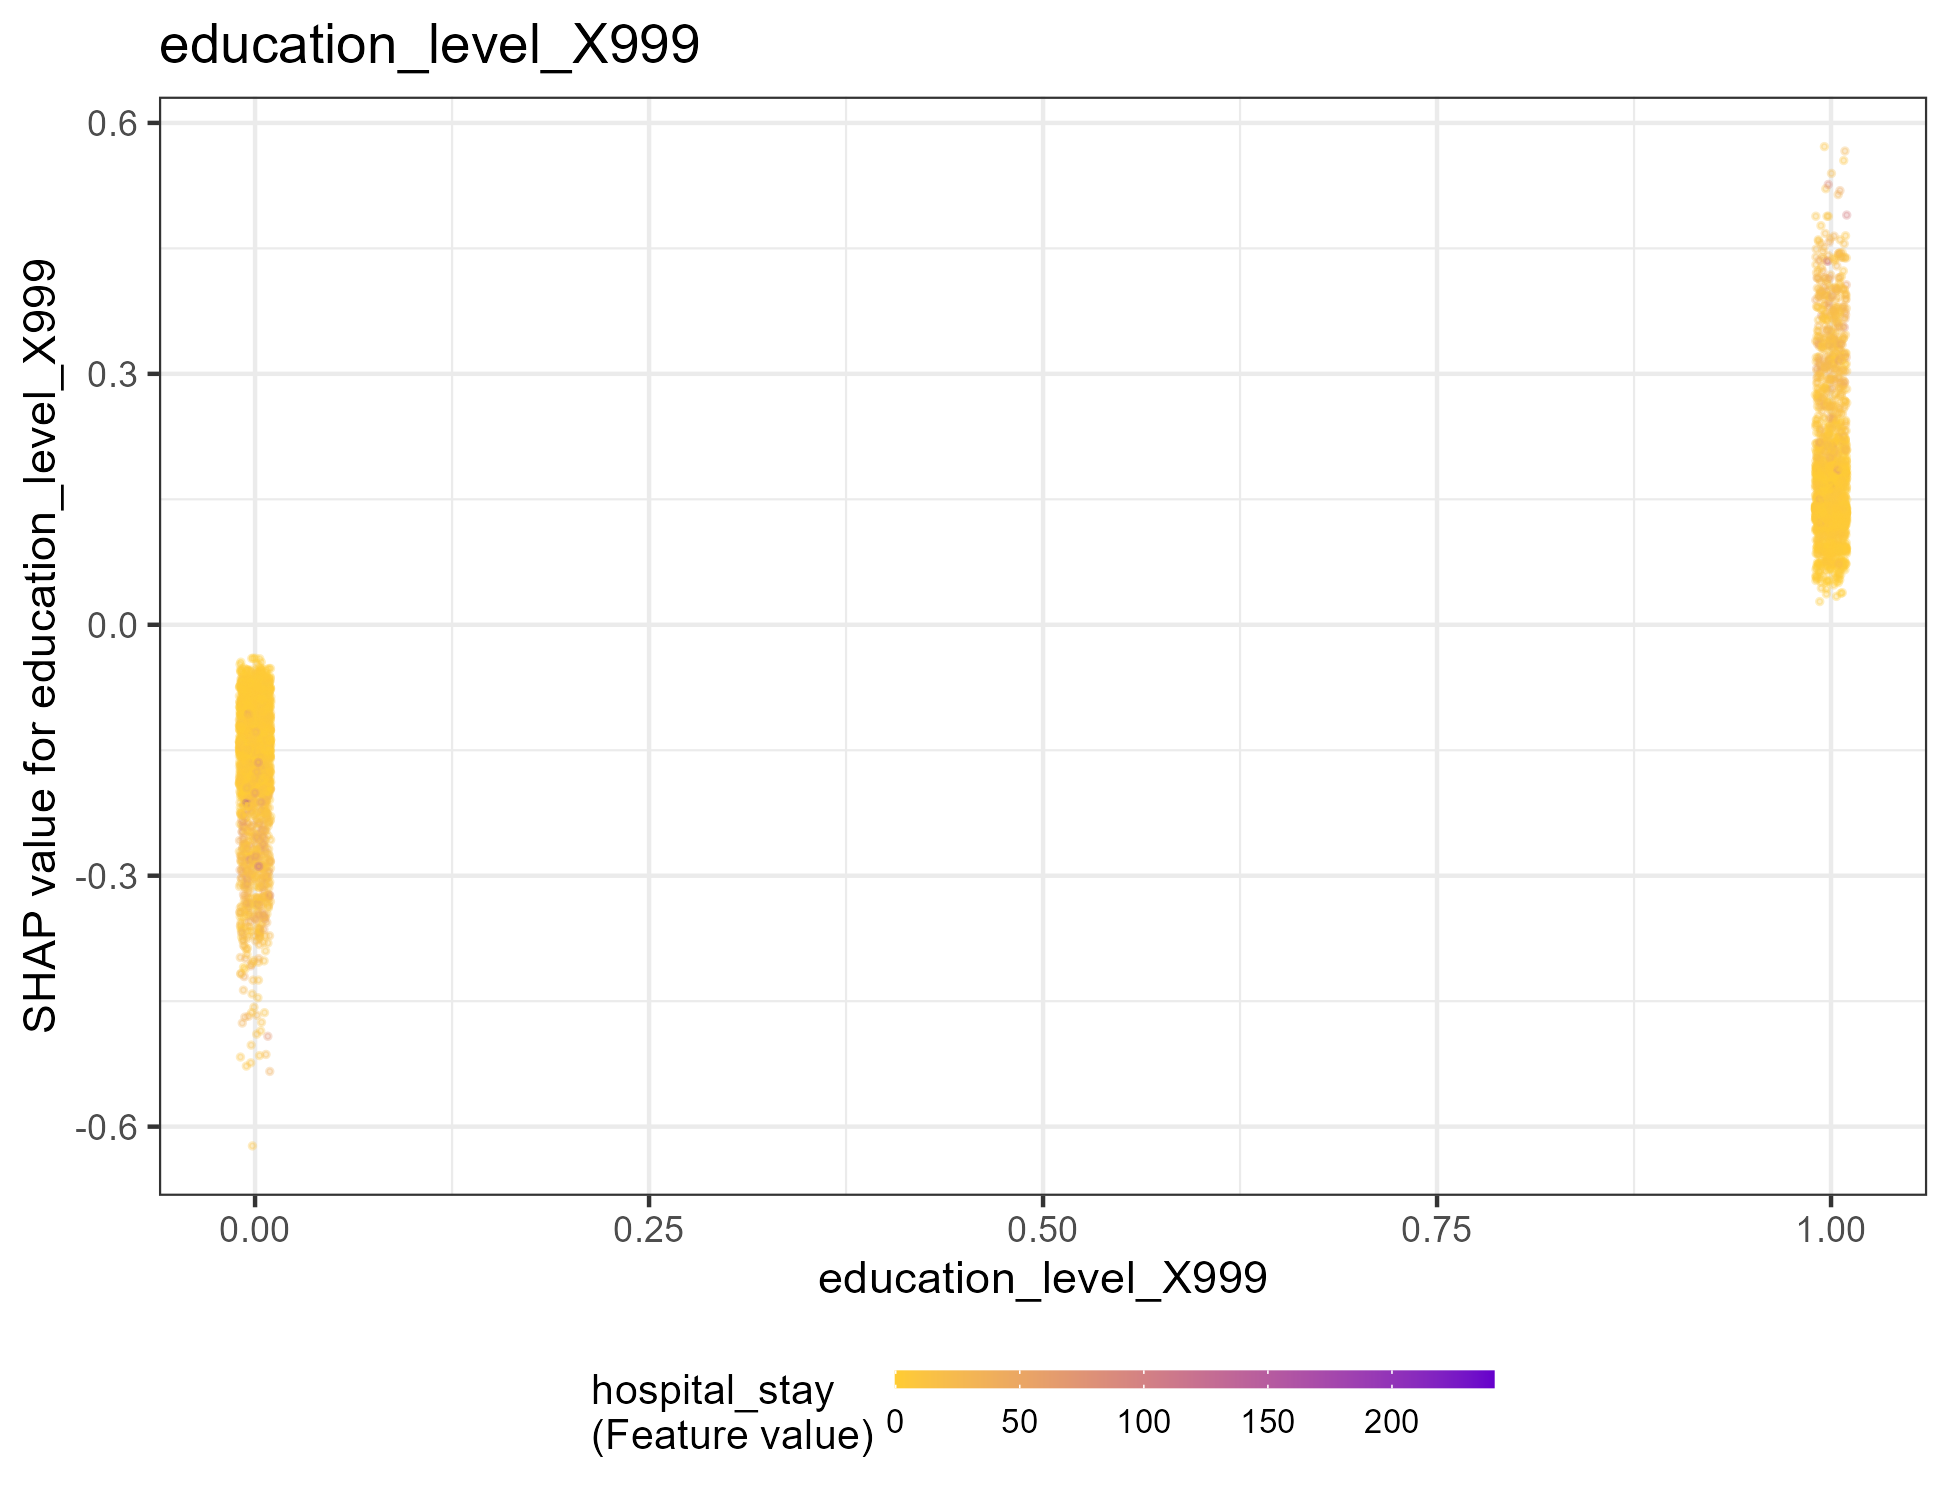 education_level_X999
SHAP value for education_level_X999
0.6
0.3
0.0
-0.3
-0.6
0.00 0.25 0.50 0.75 1.00
education_level_X999
hospital_stay
(Feature value)
0 50 100 150 200